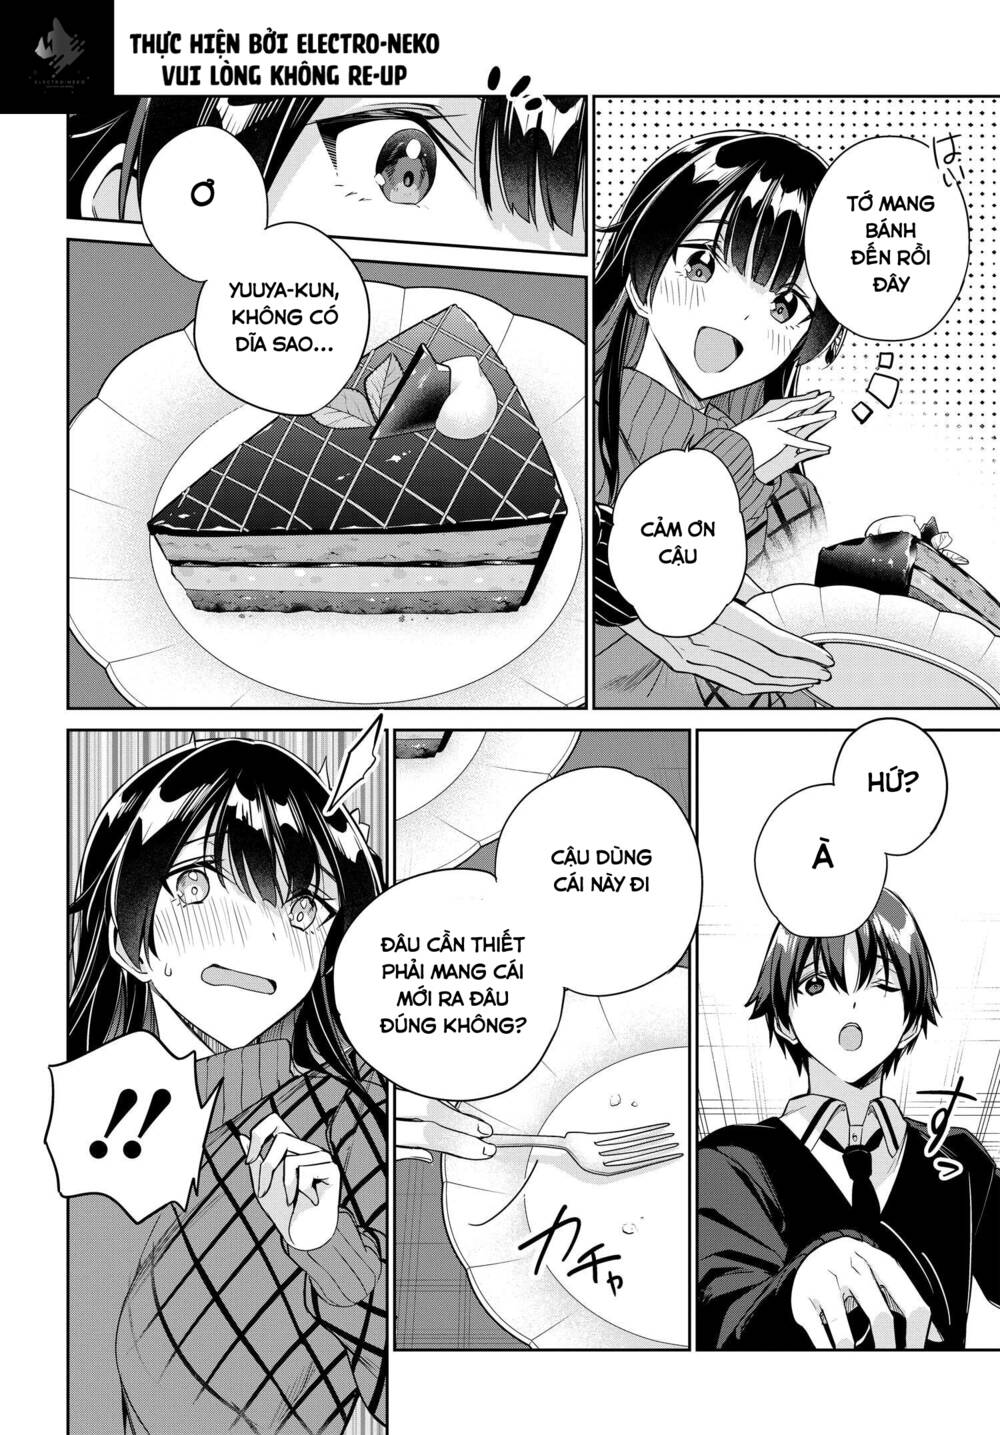 THỰC HIỆN BỞI ELECTRO-NEKO
VUI LÒNG KHÔNG RE-UP
ELECTRO-NEKO
はい
TỚ MANG
BÁNH
ĐẾN RỒI
ĐÂY
CẢM ƠN
CẬU
Ơ
YUUYA-KUN,
KHÔNG CÓ
DĨA SAO...
HỨ?
À
CẬU DÙNG
CÁI NÀY ĐI
ĐÂU CẦN THIẾT
PHẢI MANG CÁI
MỚI RA ĐÂU
ĐÚNG KHÔNG?
カチャ
!!